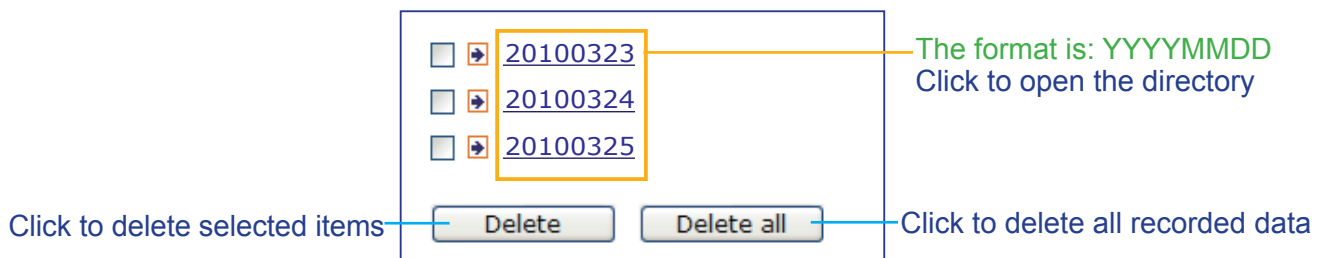 20100323
The format is: YYYYMMDD
Click to open the directory
20100324
20100325
Click to delete selected items
Delete
Delete all
Click to delete all recorded data